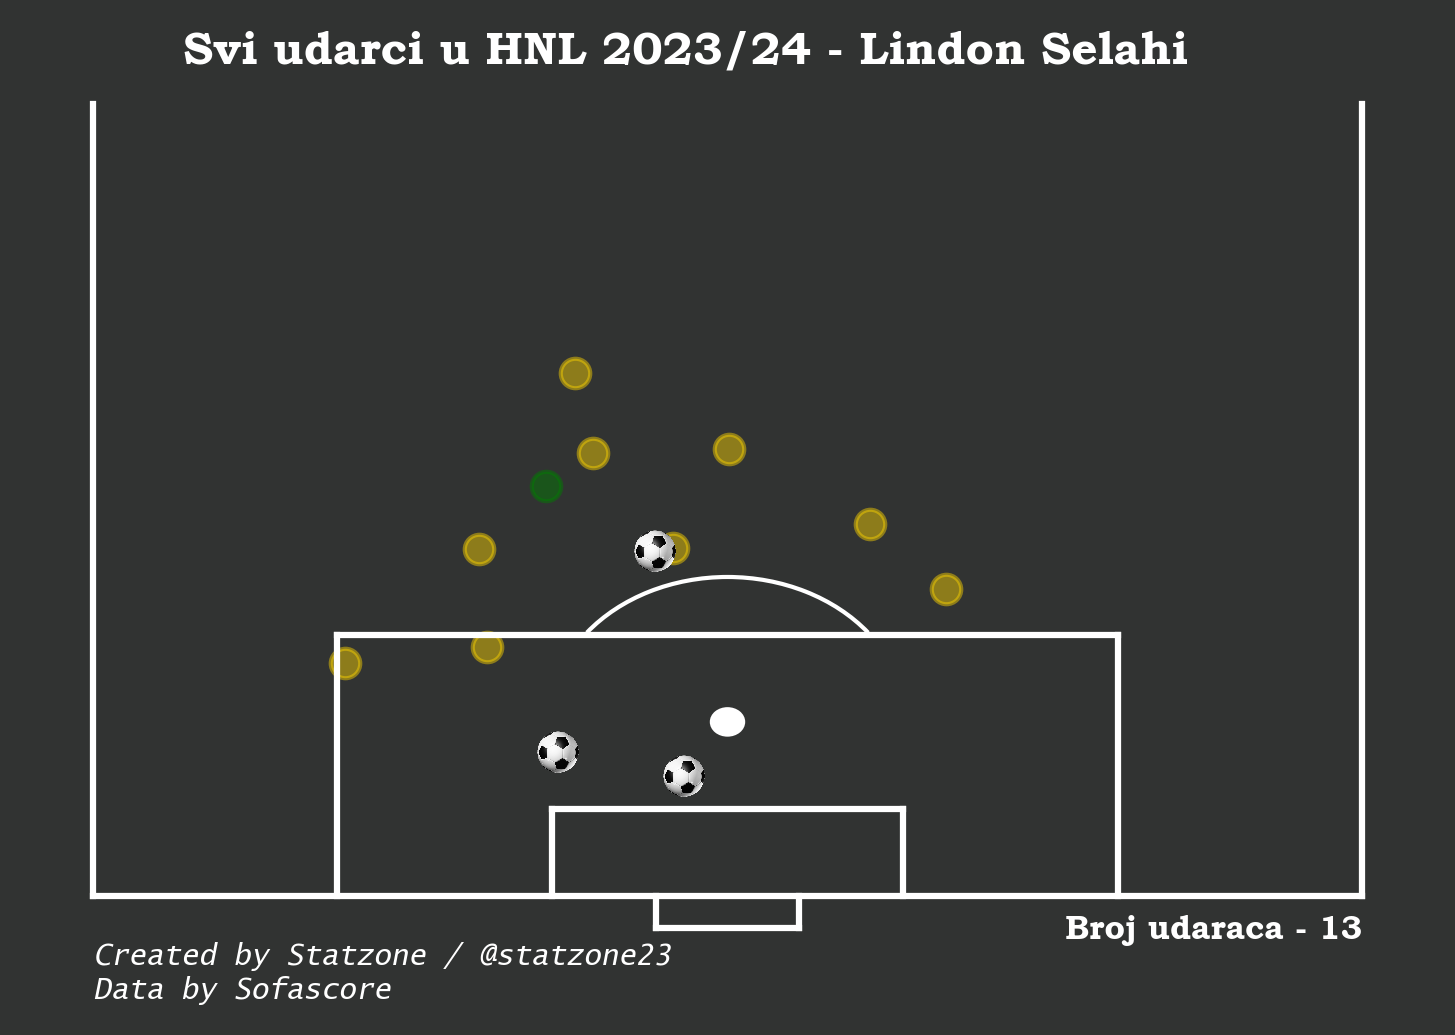 Svi udarci u HNL 2023/24 - Lindon Selahi
Broj udaraca - 13
Created by Statzone / @statzone23
Data by Sofascore